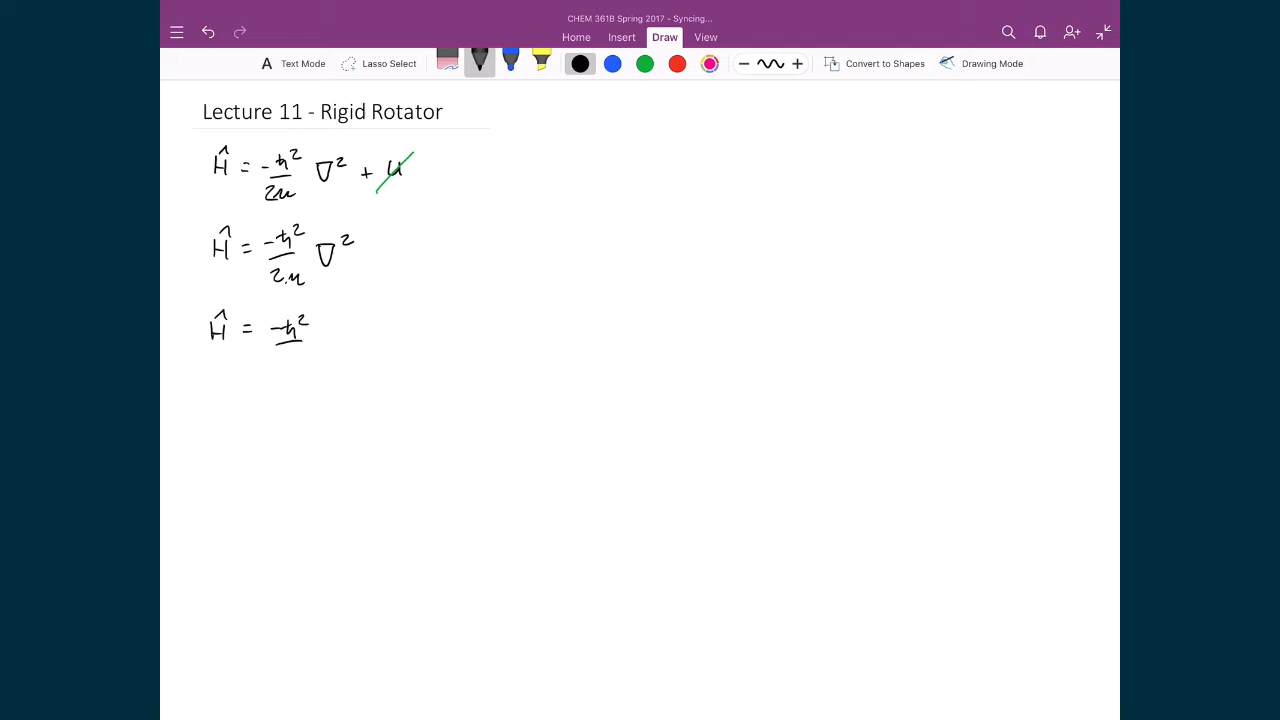 CHEM 361B Spring 2017 - Syncing...
Home Insert Draw View
Text Mode Lasso Select Convert to Shapes Drawing Mode
Lecture 11 - Rigid Rotator
Ĥ = -ħ²/2μ ∇² + U
Ĥ = -ħ²/2μ ∇²
Ĥ = -ħ²